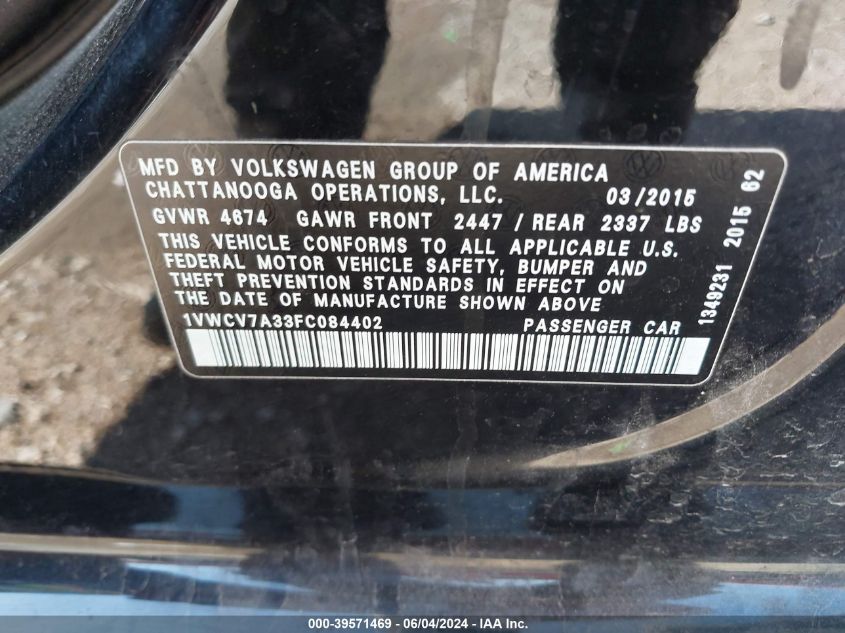 MFD BY VOLKSWAGEN GROUP OF AMERICA
CHATTANOOGA OPERATIONS, LLC. 03/2015
GVWR 4674 GAWR FRONT 2447 / REAR 2337 LBS
THIS VEHICLE CONFORMS TO ALL APPLICABLE U.S.
FEDERAL MOTOR VEHICLE SAFETY, BUMPER AND
THEFT PREVENTION STANDARDS IN EFFECT ON
THE DATE OF MANUFACTURE SHOWN ABOVE
1VWCV7A33FC084402 PASSENGER CAR
1349231 2015 62
000-39571469 - 06/04/2024 - IAA Inc.